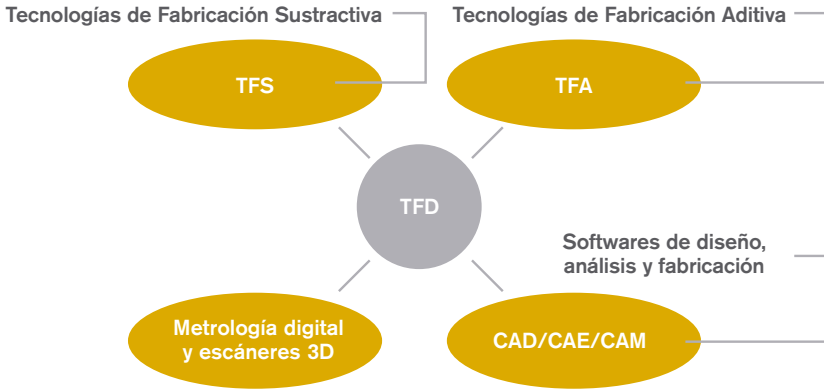 Tecnologías de Fabricación Sustractiva
Tecnologías de Fabricación Aditiva
TFS
TFA
TFD
Softwares de diseño,
análisis y fabricación
Metrología digital
y escáneres 3D
CAD/CAE/CAM